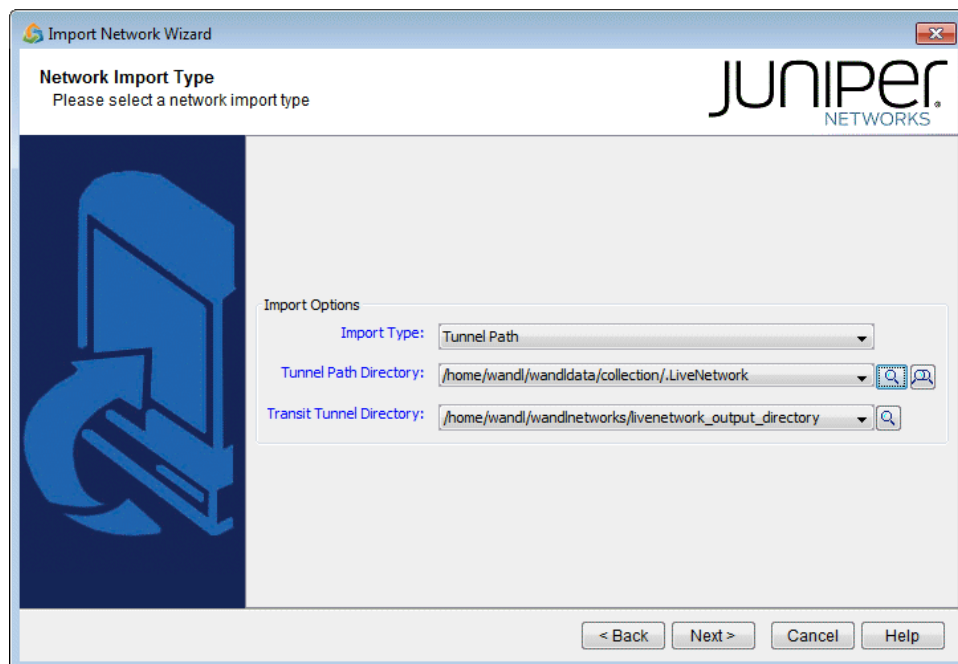 Import Network Wizard
Network Import Type
Please select a network import type
JUNIPER
NETWORKS
Import Options
Import Type: Tunnel Path
Tunnel Path Directory: /home/wandl/wandldata/collection/.LiveNetwork
Transit Tunnel Directory: /home/wandl/wandlnetworks/livenetwork_output_directory
< Back Next > Cancel Help